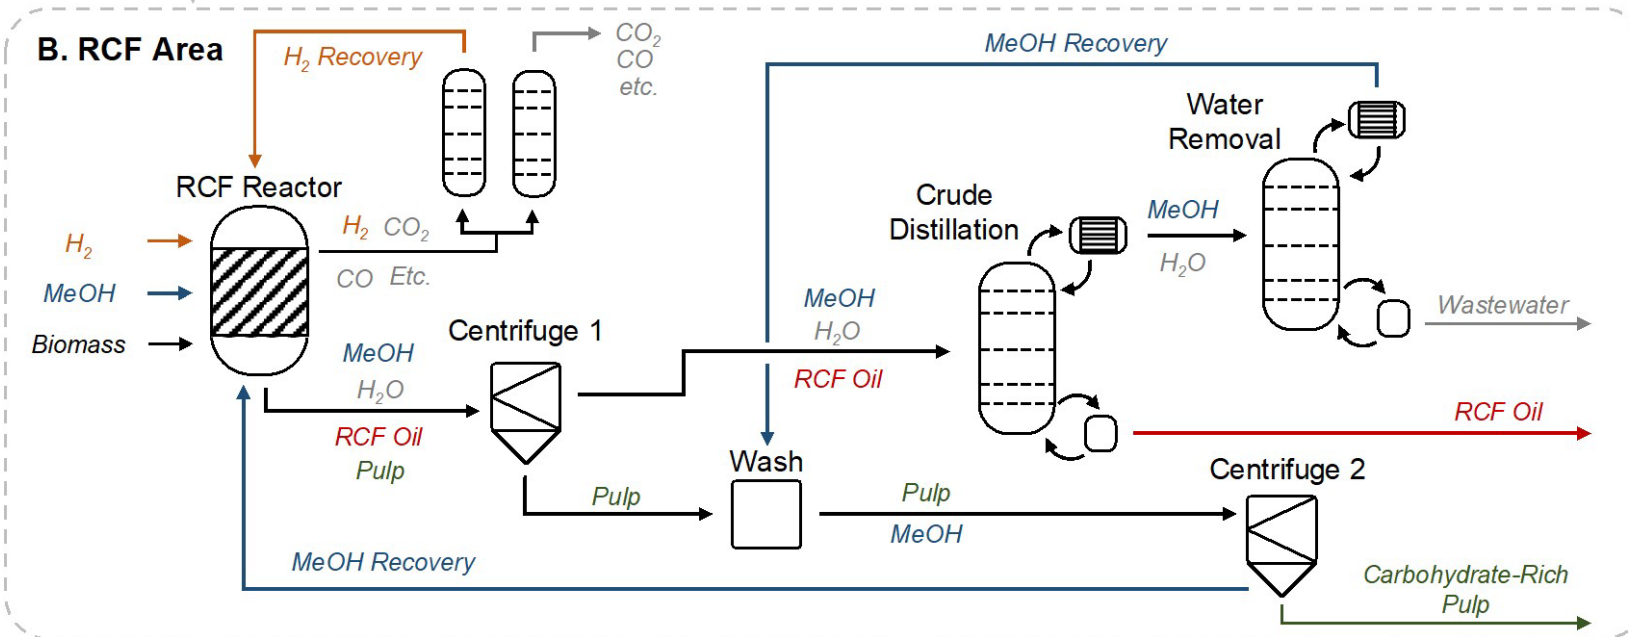 B. RCF Area
H₂ Recovery
CO₂
CO
etc.
MeOH Recovery
Water
Removal
RCF Reactor
H₂
MeOH
Biomass
H₂ CO₂
CO Etc.
Crude
Distillation
MeOH
H₂O
Wastewater
Centrifuge 1
MeOH
H₂O
RCF Oil
Pulp
MeOH
H₂O
RCF Oil
RCF Oil
Wash
Pulp
Pulp
MeOH
Centrifuge 2
MeOH Recovery
Carbohydrate-Rich
Pulp